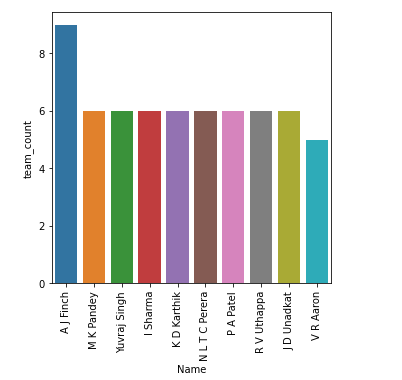 8
6
4
2
0
team_count
A J Finch
M K Pandey
Yuvraj Singh
I Sharma
K D Karthik
N L T C Perera
P A Patel
R V Uthappa
J D Unadkat
V R Aaron
Name